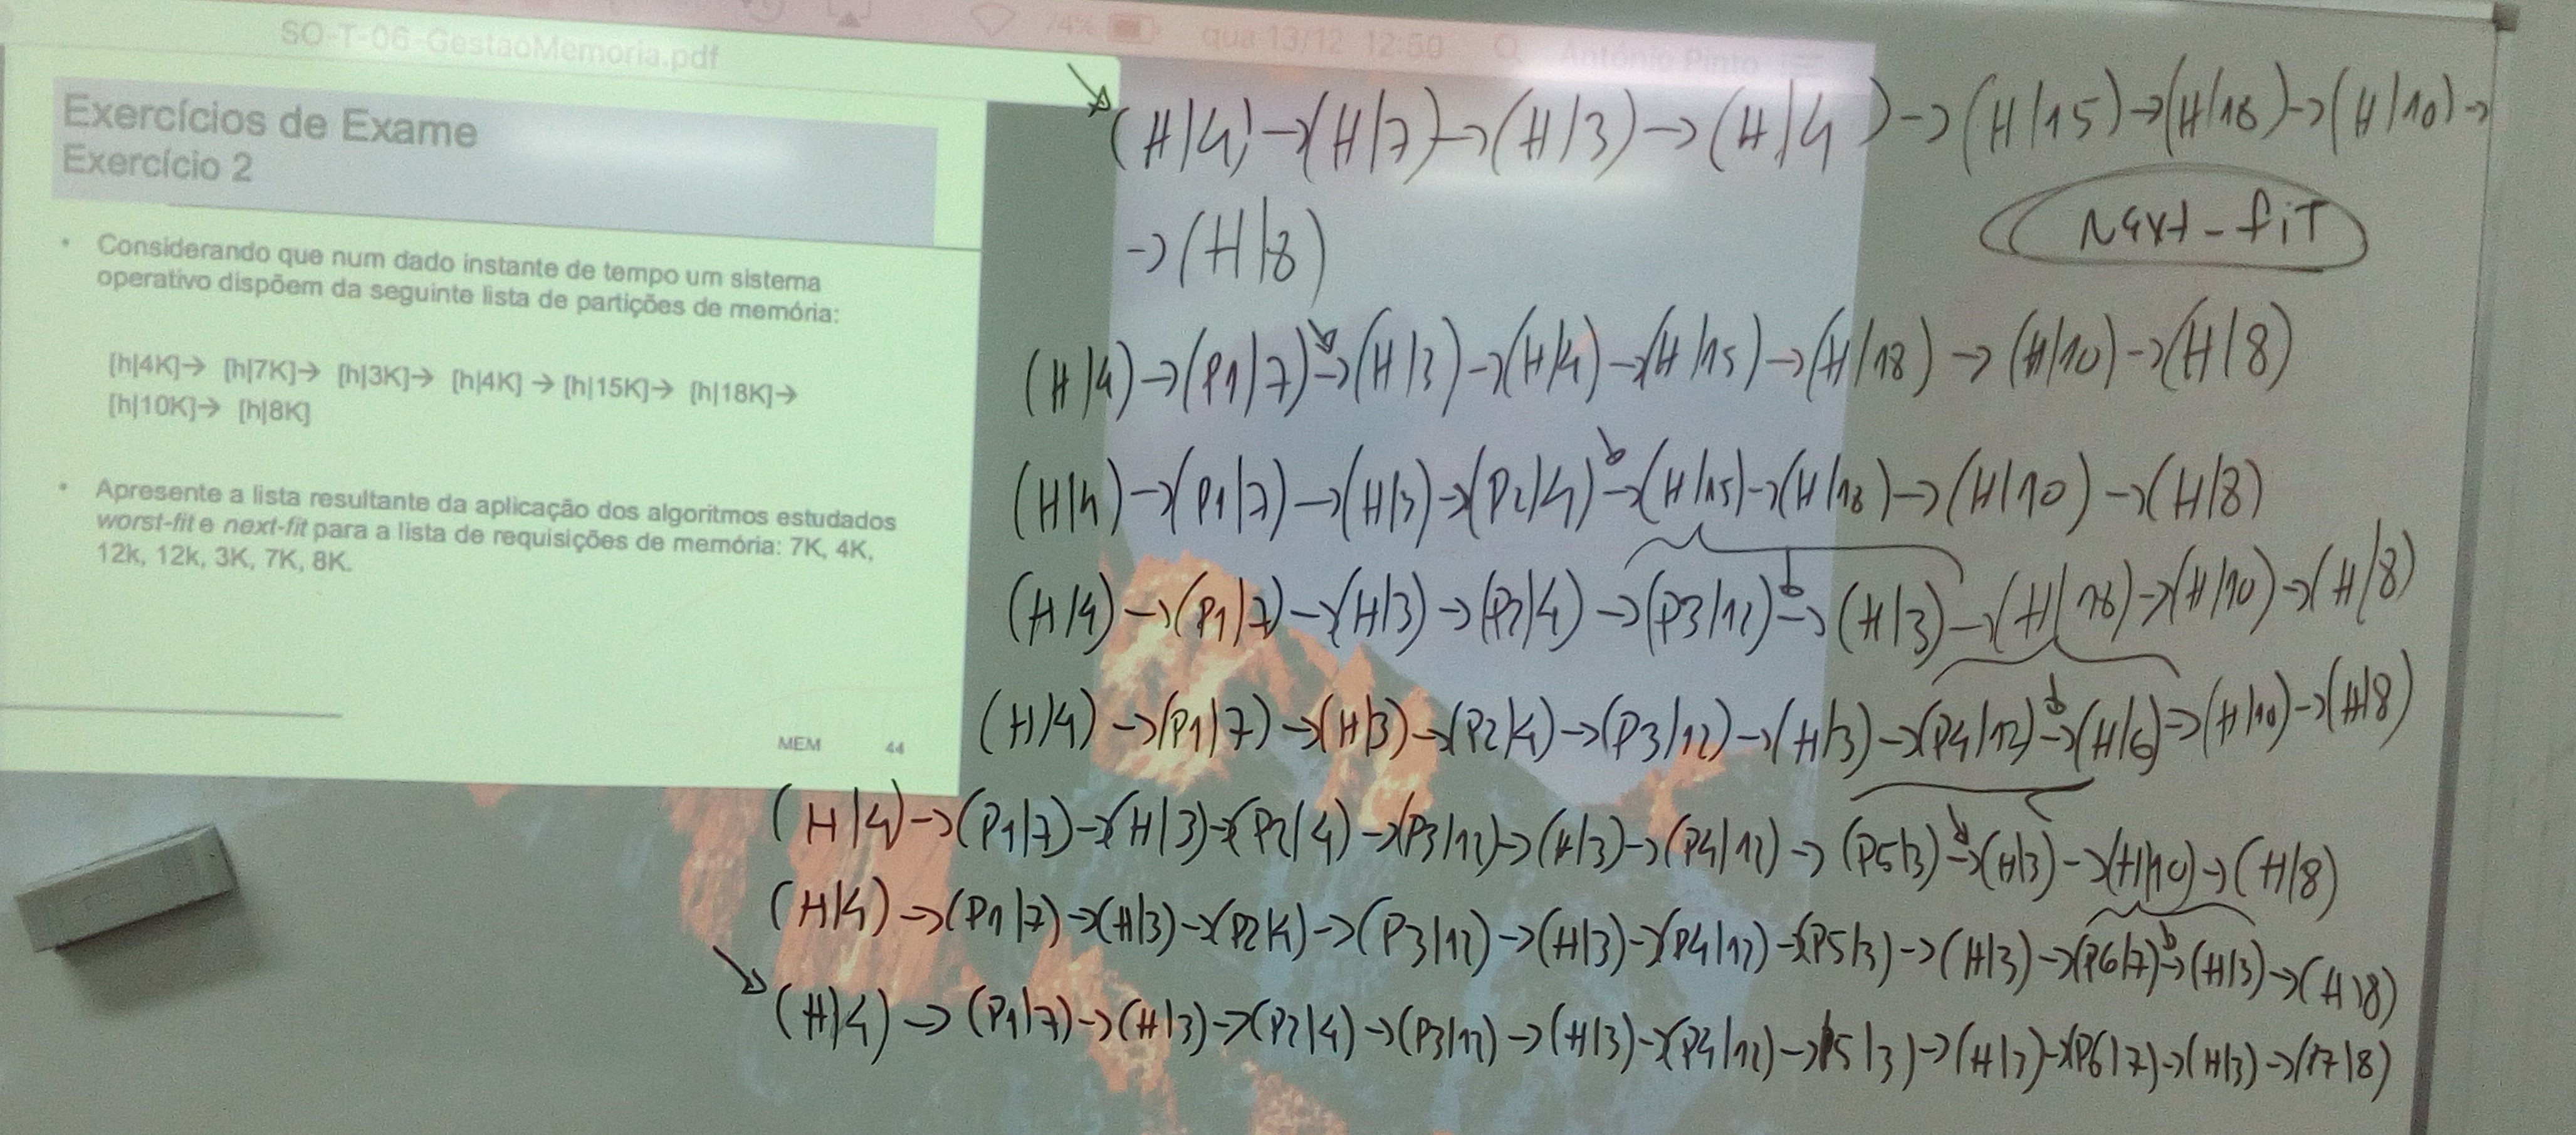 SO-T-06-GestaoMemoria.pdf
74% qua 13/12 12:50 António Pinto
Exercícios de Exame
Exercício 2
• Considerando que num dado instante de tempo um sistema
operativo dispõem da seguinte lista de partições de memória:
[h|4K]→ [h|7K]→ [h|3K]→ [h|4K] → [h|15K]→ [h|18K]→
[h|10K]→ [h|8K]
• Apresente a lista resultante da aplicação dos algoritmos estudados
worst-fit e next-fit para a lista de requisições de memória: 7K, 4K,
12k, 12k, 3K, 7K, 8K.
MEM 44
(H|4)→(H|7)→(H|3)→(H|4)→(H|15)→(H|18)→(H|10)→
→(H|8)
Next-fit
(H|4)→(P1|7)→(H|3)→(H|4)→(H|15)→(H|18)→(H|10)→(H|8)
(H|4)→(P1|7)→(H|3)→(P2|4)→(H|15)→(H|18)→(H|10)→(H|8)
(H|4)→(P1|7)→(H|3)→(P2|4)→(P3|12)→(H|3)→(H|18)→(H|10)→(H|8)
(H|4)→(P1|7)→(H|3)→(P2|4)→(P3|12)→(H|3)→(P4|12)→(H|6)→(H|10)→(H|8)
(H|4)→(P1|7)→(H|3)→(P2|4)→(P3|12)→(H|3)→(P4|12)→(P5|3)→(H|3)→(H|10)→(H|8)
(H|4)→(P1|7)→(H|3)→(P2|4)→(P3|12)→(H|3)→(P4|12)→(P5|3)→(H|3)→(P6|7)→(H|3)→(H|8)
(H|4)→(P1|7)→(H|3)→(P2|4)→(P3|12)→(H|3)→(P4|12)→(P5|3)→(H|3)→(P6|7)→(H|3)→(P7|8)